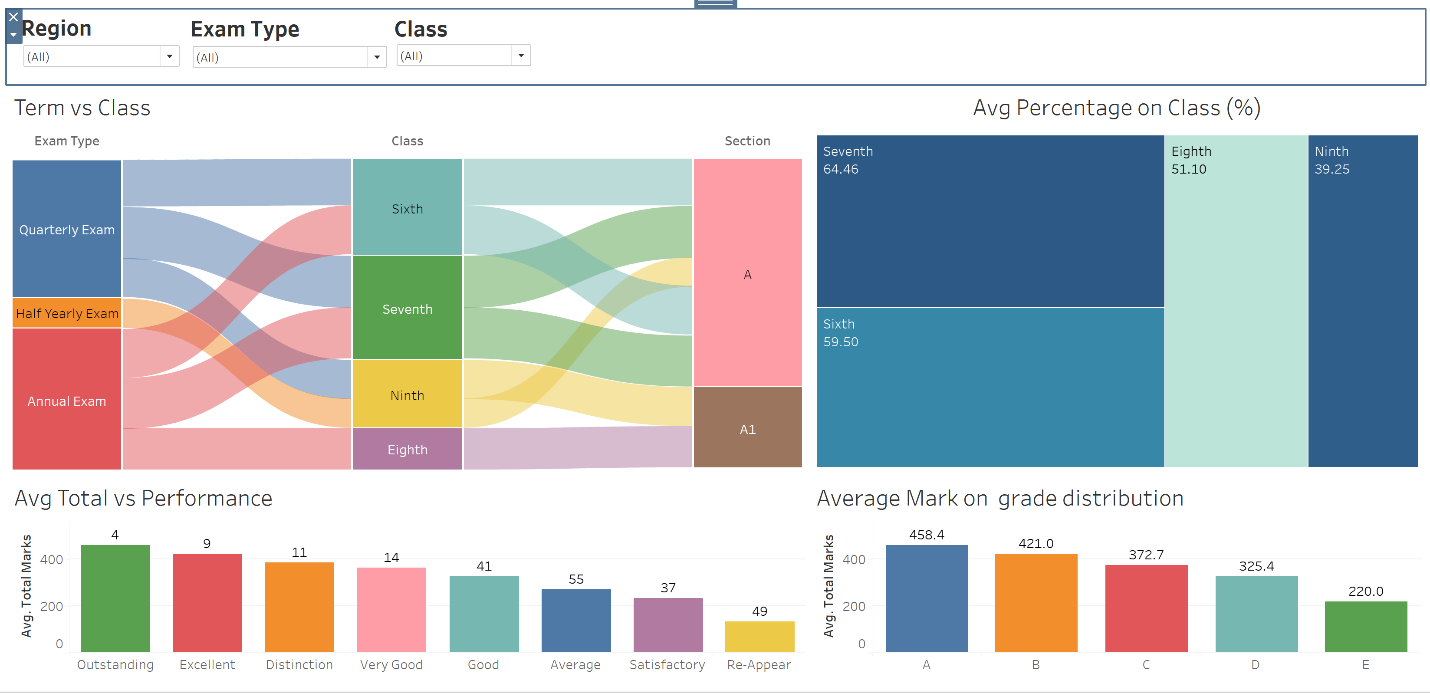 Region
Exam Type
Class
(All)
(All)
(All)
Term vs Class
Exam Type
Class
Section
Quarterly Exam
Half Yearly Exam
Annual Exam
Sixth
Seventh
Ninth
Eighth
A
A1
Avg Percentage on Class (%)
Seventh
64.46
Sixth
59.50
Eighth
51.10
Ninth
39.25
Avg Total vs Performance
Avg. Total Marks
400
200
0
4
9
11
14
41
55
37
49
Outstanding
Excellent
Distinction
Very Good
Good
Average
Satisfactory
Re-Appear
Average Mark on  grade distribution
Avg. Total Marks
400
200
0
458.4
421.0
372.7
325.4
220.0
A
B
C
D
E